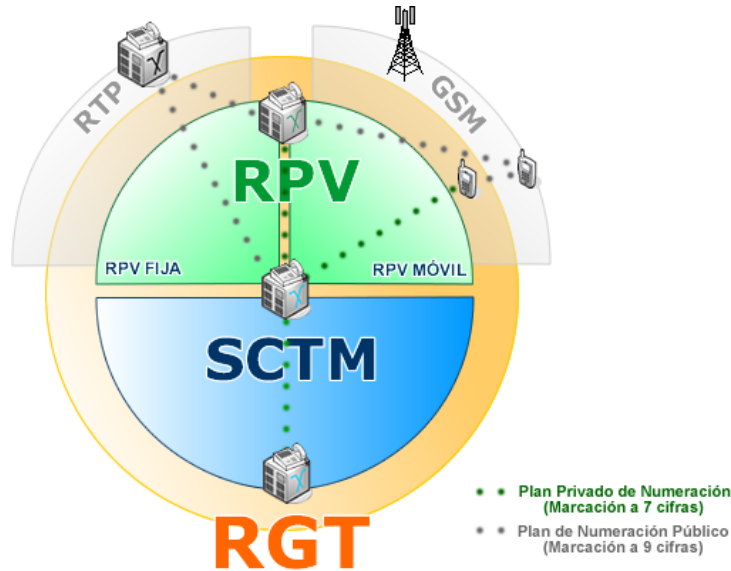 RTP
GSM
RPV
RPV FIJA
RPV MÓVIL
SCTM
RGT
Plan Privado de Numeración
(Marcación a 7 cifras)
Plan de Numeración Público
(Marcación a 9 cifras)